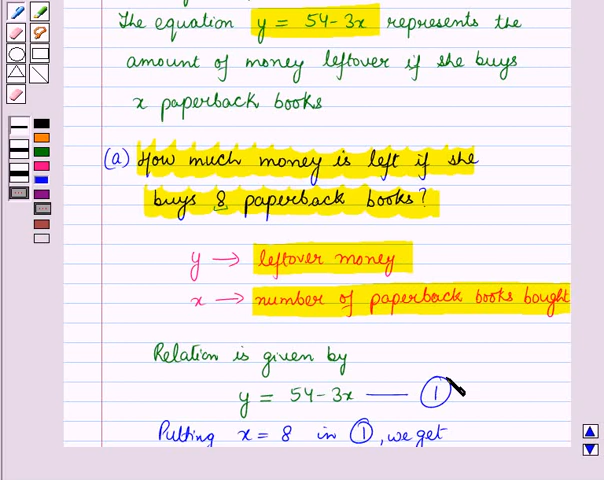 The equation y = 54-3x represents the
amount of money leftover if she buys
x paperback books
(a) How much money is left if she
buys 8 paperback books?
y → leftover money
x → number of paperback books bought
Relation is given by
y = 54-3x — ①
Putting x = 8 in ①, we get